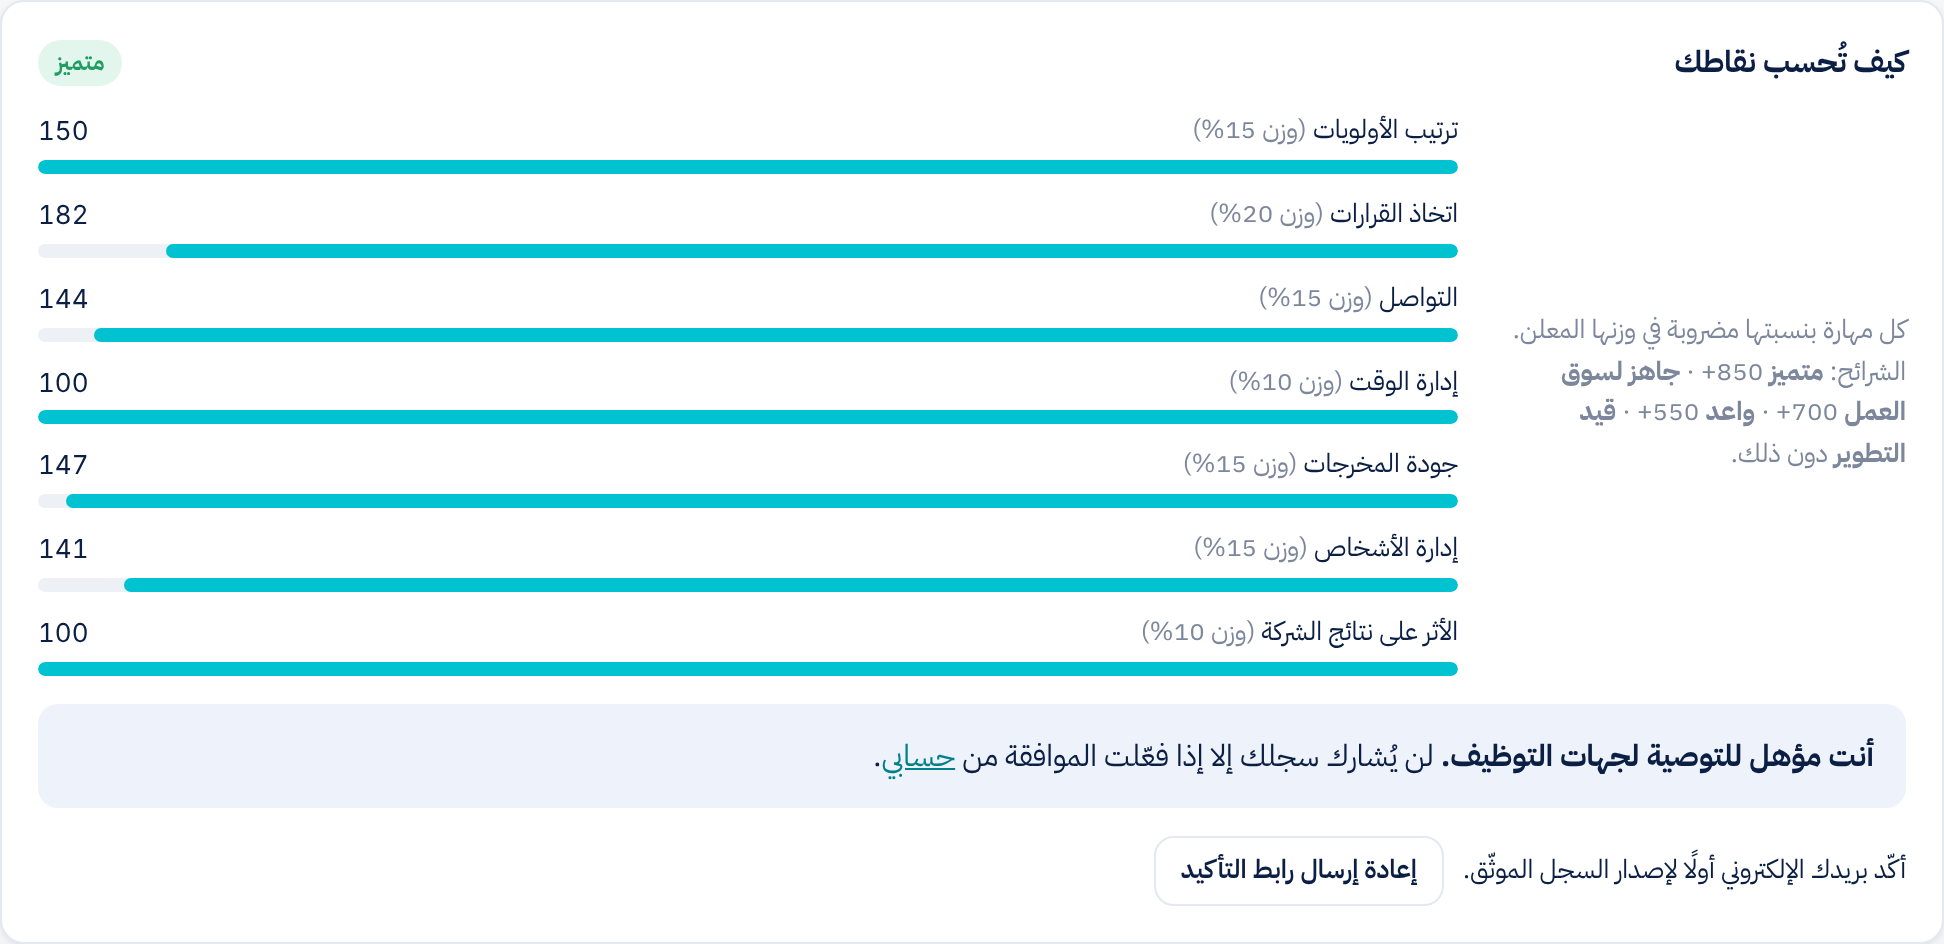 كيف تُحسب نقاطك
متميز
كل مهارة بنسبتها مضروبة في وزنها المعلن.
الشرائح: متميز 850+ · جاهز لسوق
العمل 700+ · واعد 550+ · قيد
التطوير دون ذلك.
ترتيب الأولويات (وزن 15%)
150
اتخاذ القرارات (وزن 20%)
182
التواصل (وزن 15%)
144
إدارة الوقت (وزن 10%)
100
جودة المخرجات (وزن 15%)
147
إدارة الأشخاص (وزن 15%)
141
الأثر على نتائج الشركة (وزن 10%)
100
أنت مؤهل للتوصية لجهات التوظيف. لن يُشارك سجلك إلا إذا فعّلت الموافقة من حسابي.
أكّد بريدك الإلكتروني أولًا لإصدار السجل الموثّق.
إعادة إرسال رابط التأكيد